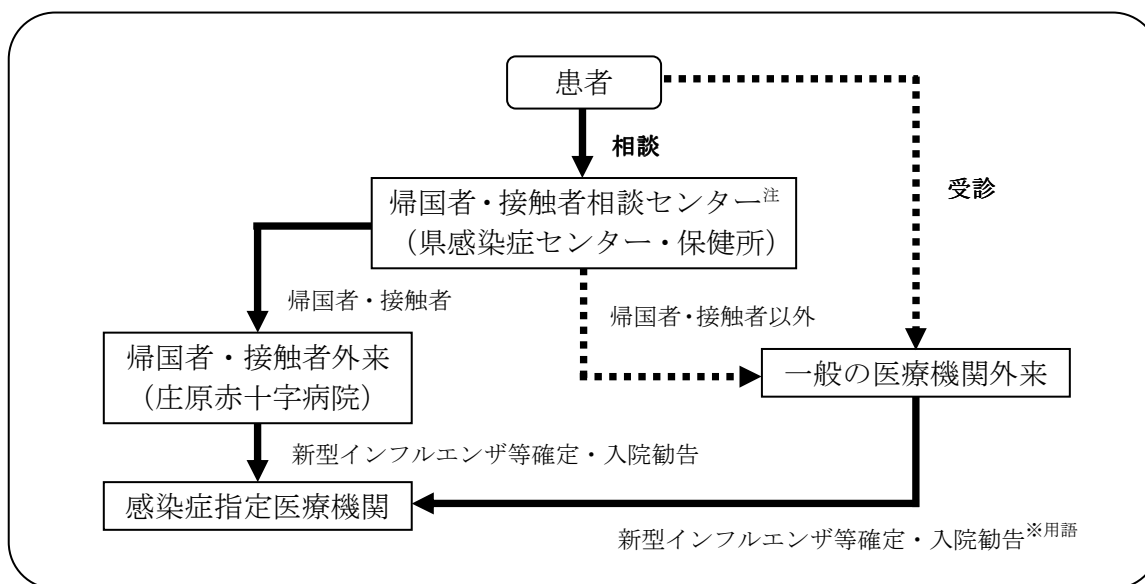 患者
相談
受診
帰国者・接触者相談センター注
（県感染症センター・保健所）
帰国者・接触者
帰国者・接触者以外
帰国者・接触者外来
（庄原赤十字病院）
一般の医療機関外来
新型インフルエンザ等確定・入院勧告
感染症指定医療機関
新型インフルエンザ等確定・入院勧告※用語